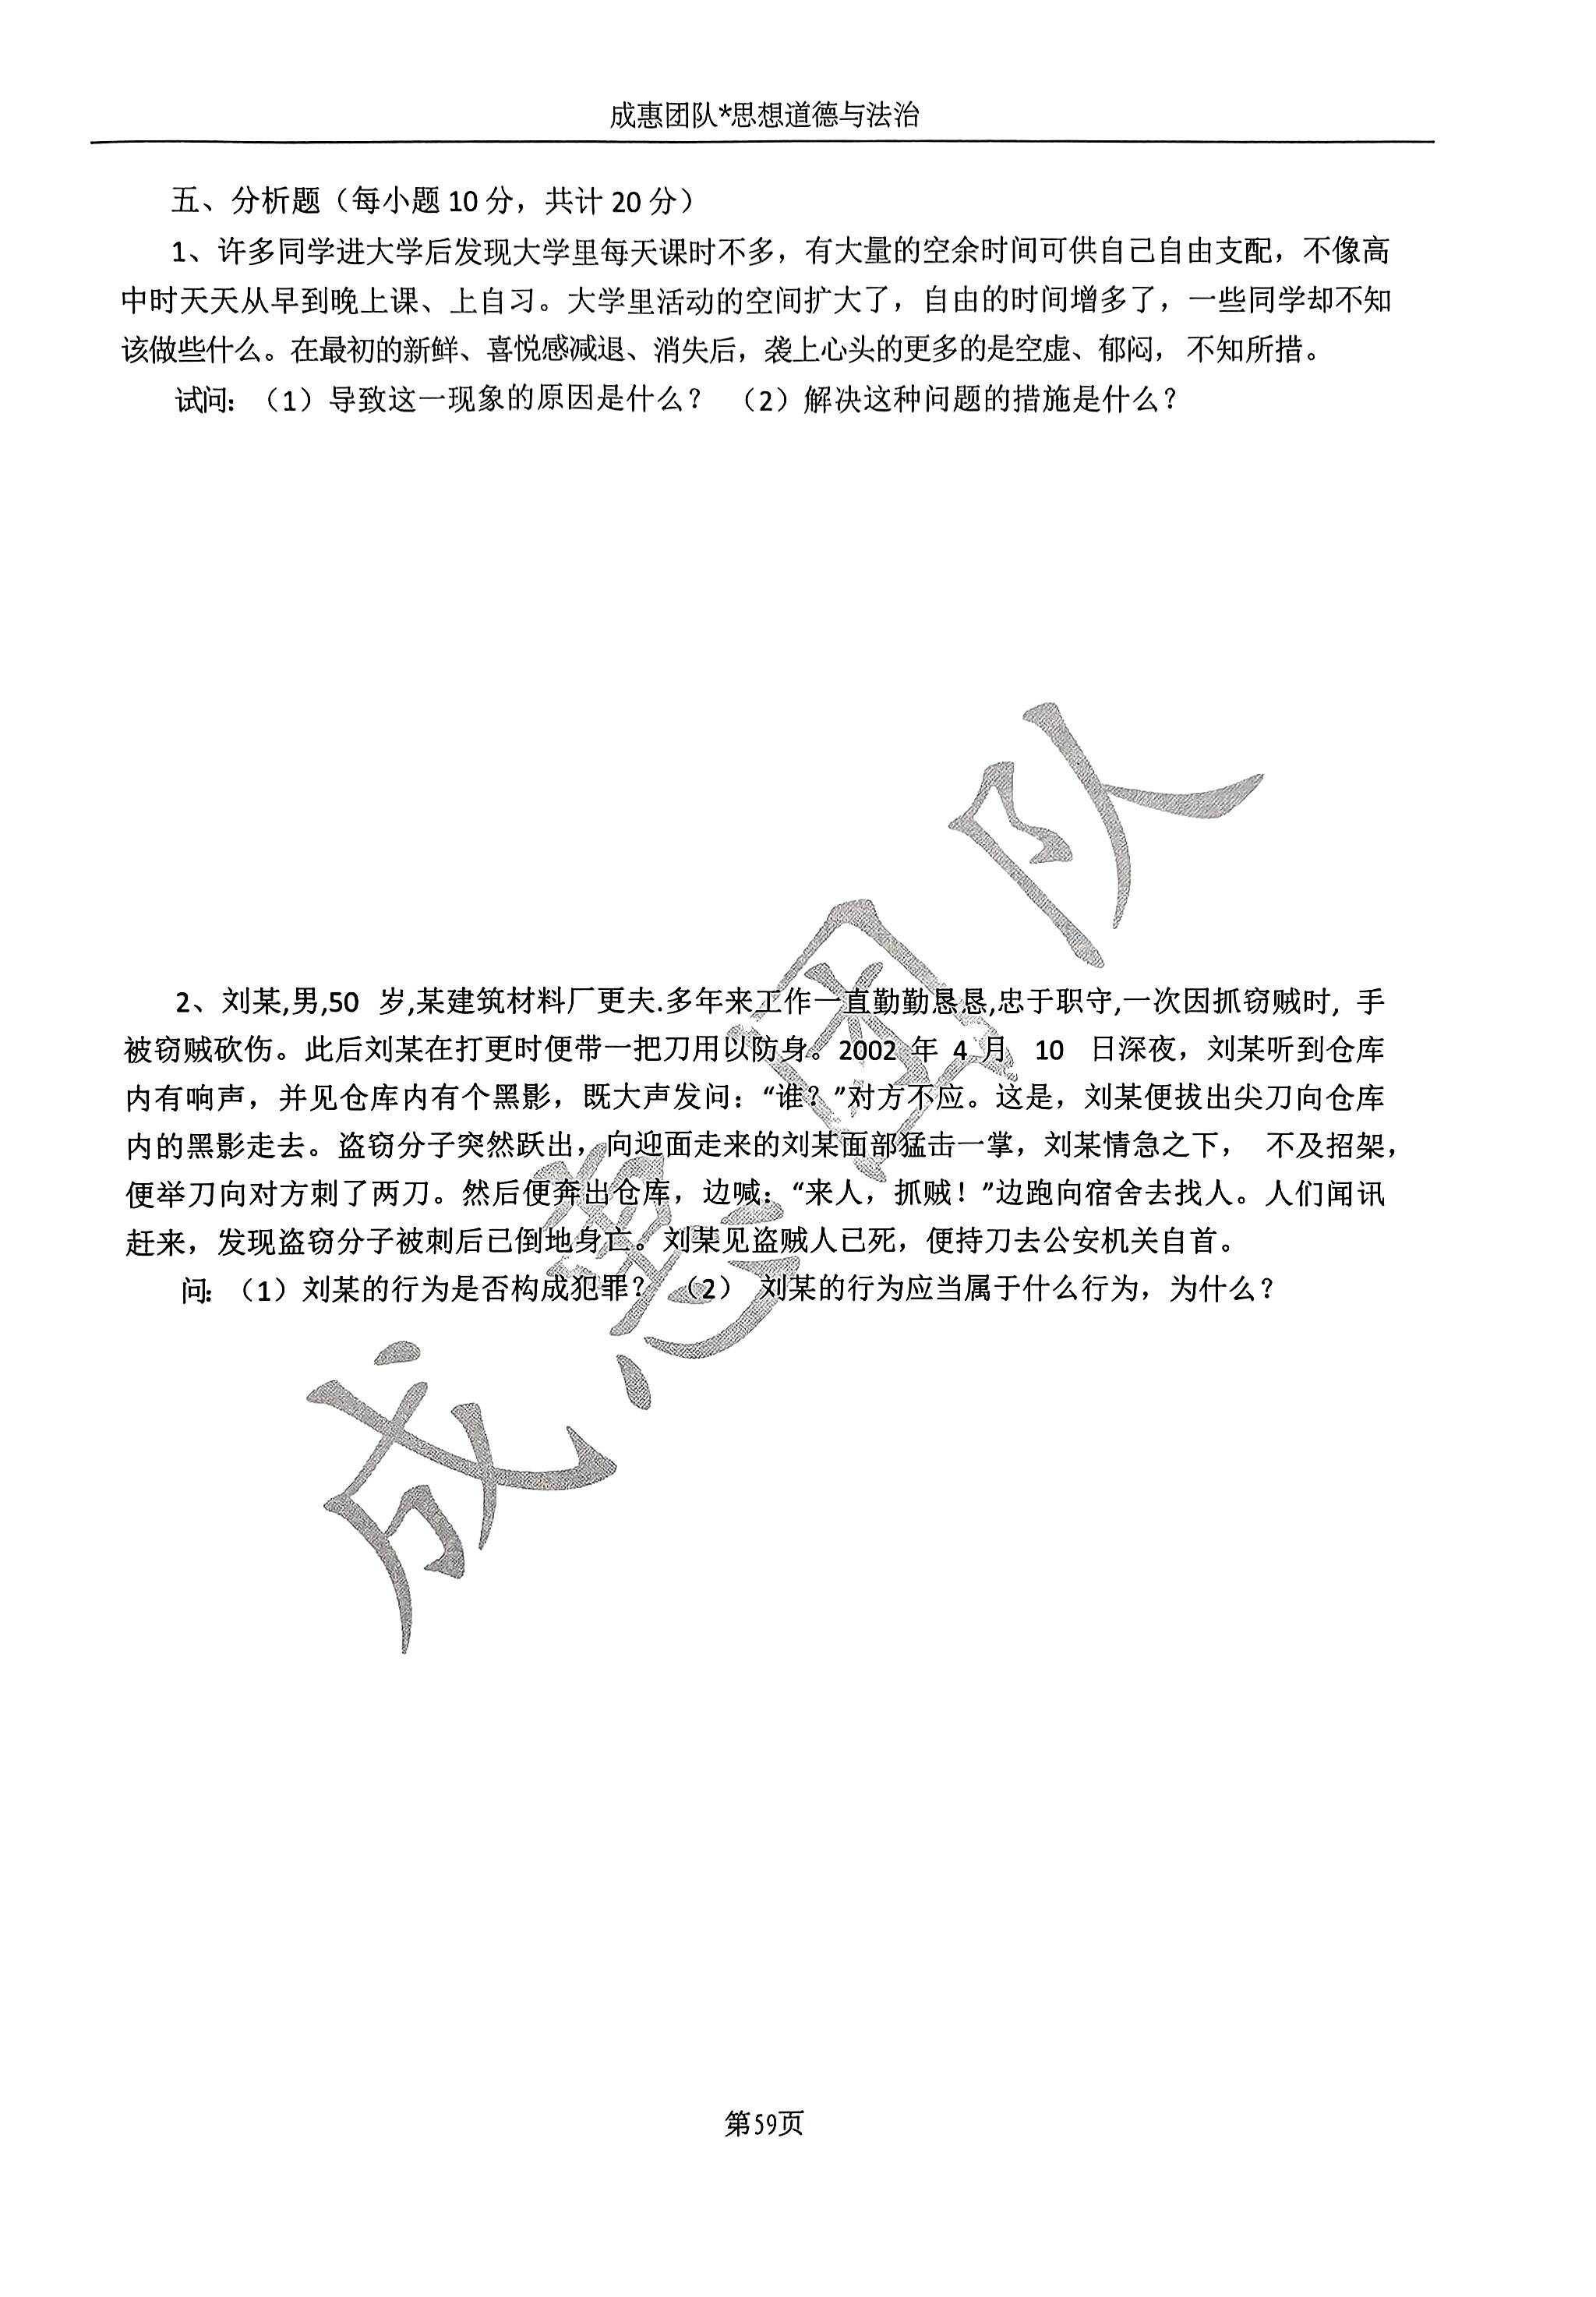 成惠团队*思想道德与法治
五、分析题（每小题 10 分，共计 20 分）
1、许多同学进大学后发现大学里每天课时不多，有大量的空余时间可供自己自由支配，不像高
中时天天从早到晚上课、上自习。大学里活动的空间扩大了，自由的时间增多了，一些同学却不知
该做些什么。在最初的新鲜、喜悦感减退、消失后，袭上心头的更多的是空虚、郁闷， 不知所措。
试问：（1）导致这一现象的原因是什么？ （2）解决这种问题的措施是什么？
2、刘某,男,50 岁,某建筑材料厂更夫.多年来工作一直勤勤恳恳,忠于职守,一次因抓窃贼时, 手
被窃贼砍伤。此后刘某在打更时便带一把刀用以防身。2002 年 4 月 10 日深夜，刘某听到仓库
内有响声，并见仓库内有个黑影，既大声发问：“谁？”对方不应。这是，刘某便拔出尖刀向仓库
内的黑影走去。盗窃分子突然跃出，向迎面走来的刘某面部猛击一掌，刘某情急之下， 不及招架，
便举刀向对方刺了两刀。然后便奔出仓库，边喊：“来人，抓贼！”边跑向宿舍去找人。人们闻讯
赶来，发现盗窃分子被刺后已倒地身亡。刘某见盗贼人已死，便持刀去公安机关自首。
问：（1）刘某的行为是否构成犯罪？ （2） 刘某的行为应当属于什么行为，为什么？
成惠团队
第59页